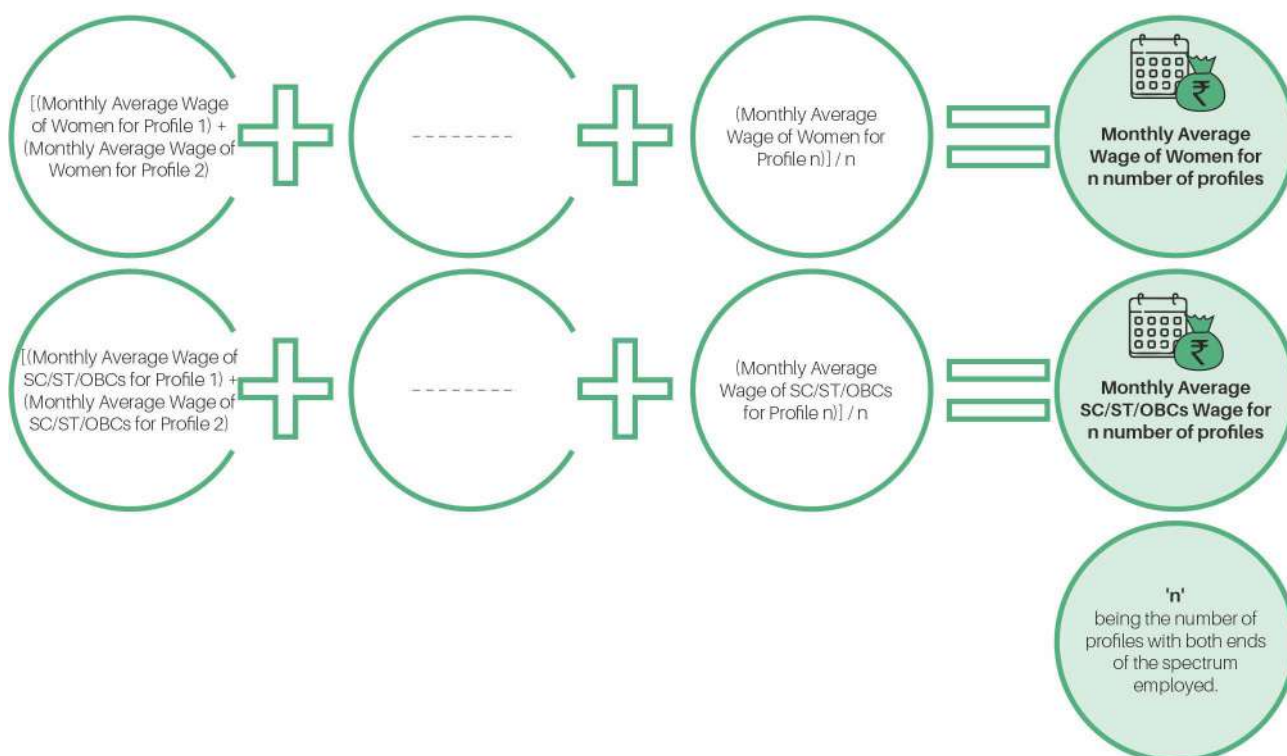 [(Monthly Average Wage
of Women for Profile 1) +
(Monthly Average Wage of
Women for Profile 2)
--------
(Monthly Average
Wage of Women for
Profile n)] / n
₹
Monthly Average
Wage of Women for
n number of profiles
[(Monthly Average Wage of
SC/ST/OBCs for Profile 1) +
(Monthly Average Wage of
SC/ST/OBCs for Profile 2)
--------
(Monthly Average
Wage of SC/ST/OBCs
for Profile n)] / n
₹
Monthly Average
SC/ST/OBCs Wage for
n number of profiles
'n'
being the number of
profiles with both ends
of the spectrum
employed.